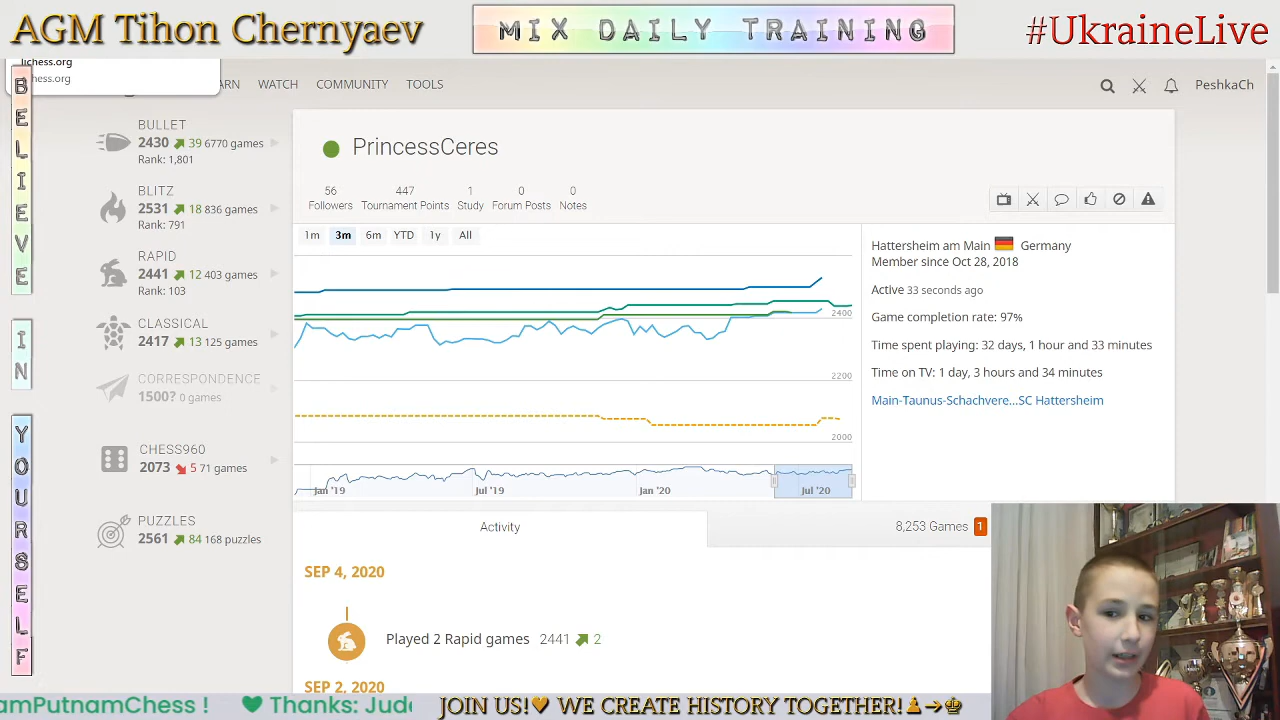 AGM Tihon Chernyaev
MIX DAILY TRAINING
#UkraineLive
lichess.org
hess.org
ARN
WATCH
COMMUNITY
TOOLS
PeshkaCh
BELIEVE
IN
YOURSELF
BULLET
2430 39 6770 games
Rank: 1,801
BLITZ
2531 18 836 games
Rank: 791
RAPID
2441 12 403 games
Rank: 103
CLASSICAL
2417 13 125 games
CORRESPONDENCE
1500? 0 games
CHESS960
2073 5 71 games
PUZZLES
2561 84 168 puzzles
PrincessCeres
56 447 1 0 0
Followers Tournament Points Study Forum Posts Notes
1m 3m 6m YTD 1y All
2400
2200
2000
Jan '19 Jul '19 Jan '20 Jul '20
Hattersheim am Main Germany
Member since Oct 28, 2018
Active 33 seconds ago
Game completion rate: 97%
Time spent playing: 32 days, 1 hour and 33 minutes
Time on TV: 1 day, 3 hours and 34 minutes
Main-Taunus-Schachvere...SC Hattersheim
Activity
8,253 Games 1
SEP 4, 2020
Played 2 Rapid games 2441 2
SEP 2, 2020
amPutnamChess ! Thanks: Jude
JOIN US! WE CREATE HISTORY TOGETHER!